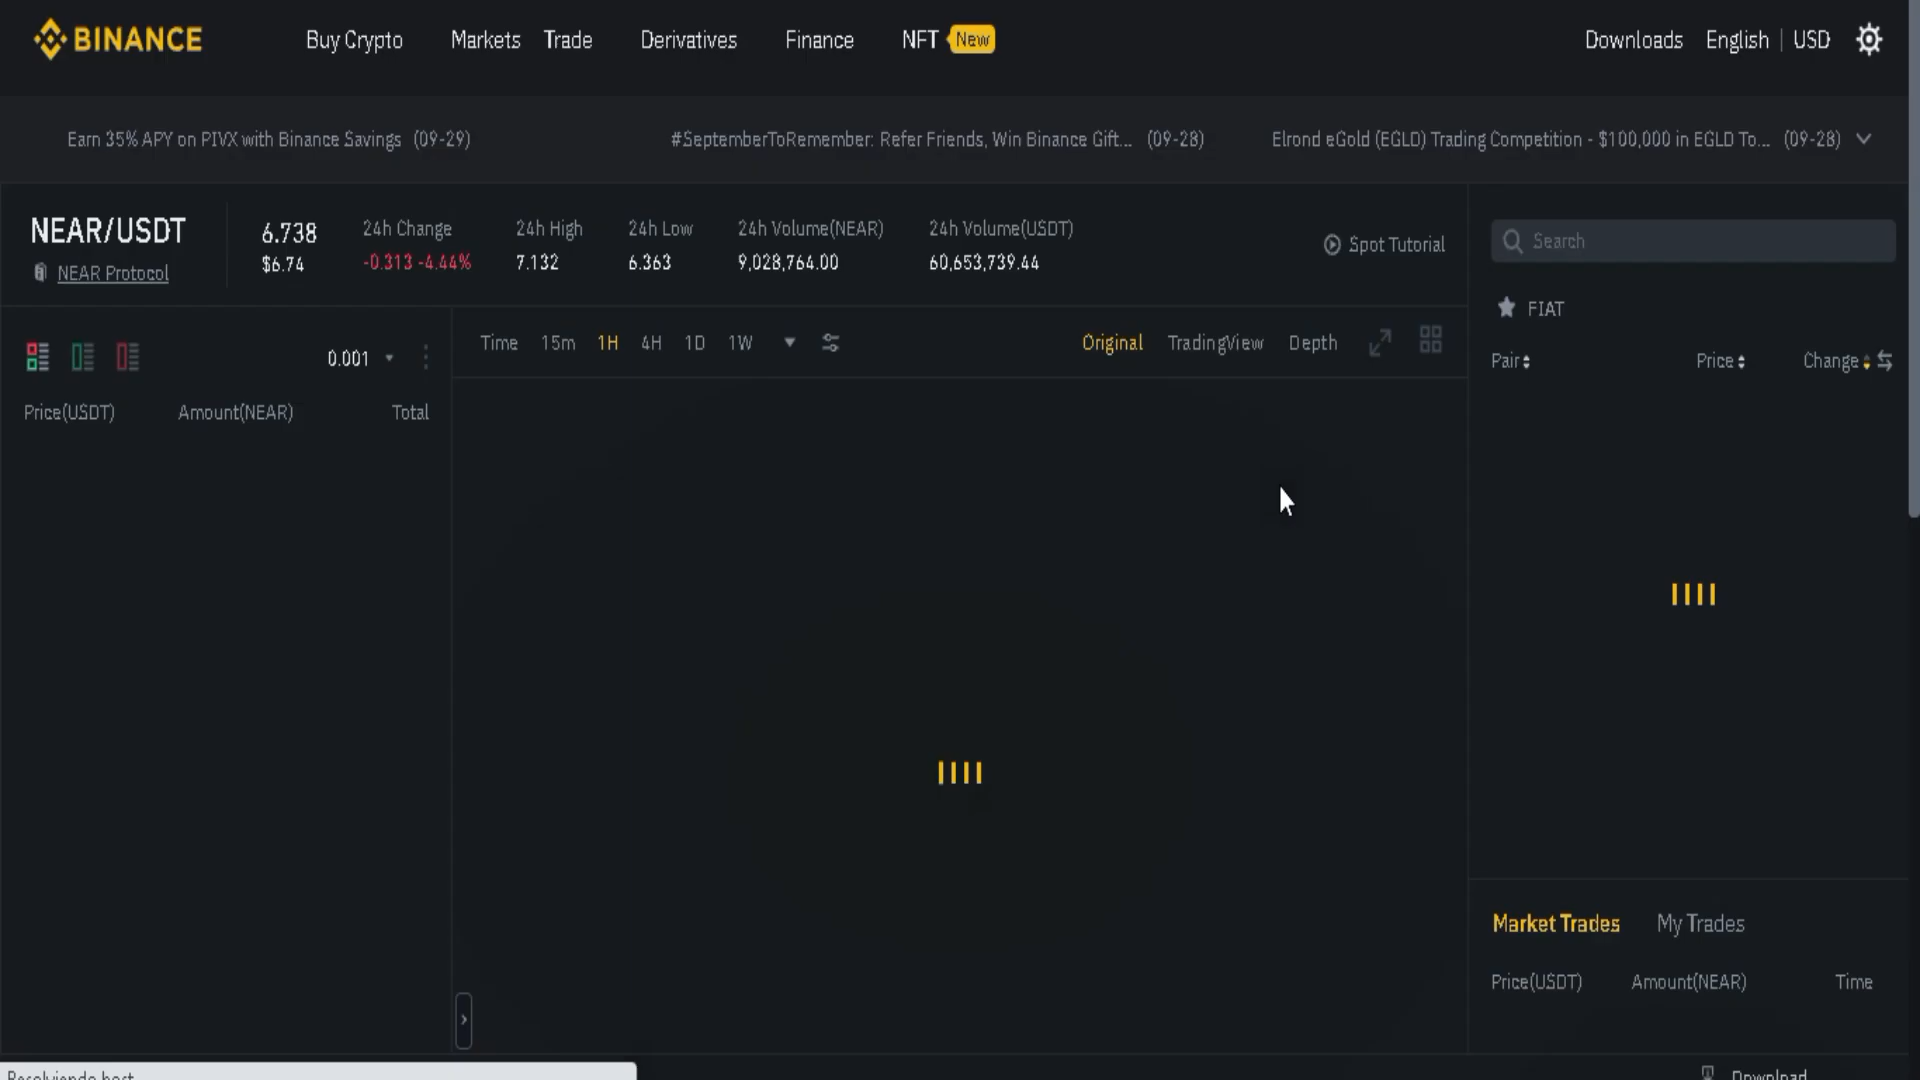 BINANCE Buy Crypto Markets Trade Derivatives Finance NFT New Downloads English | USD
Earn 35% APY on PIVX with Binance Savings (09-29) #SeptemberToRemember: Refer Friends, Win Binance Gift... (09-28) Elrond eGold (EGLD) Trading Competition - $100,000 in EGLD To... (09-28)
NEAR/USDT
NEAR Protocol
6.738
$6.74
24h Change
-0.313 -4.44%
24h High
7.132
24h Low
6.363
24h Volume(NEAR)
9,028,764.00
24h Volume(USDT)
60,653,739.44
Spot Tutorial
0.001
Price(USDT) Amount(NEAR) Total
Time 15m 1H 4H 1D 1W Original TradingView Depth
Search
FIAT
Pair Price Change
Market Trades My Trades
Price(USDT) Amount(NEAR) Time
Download